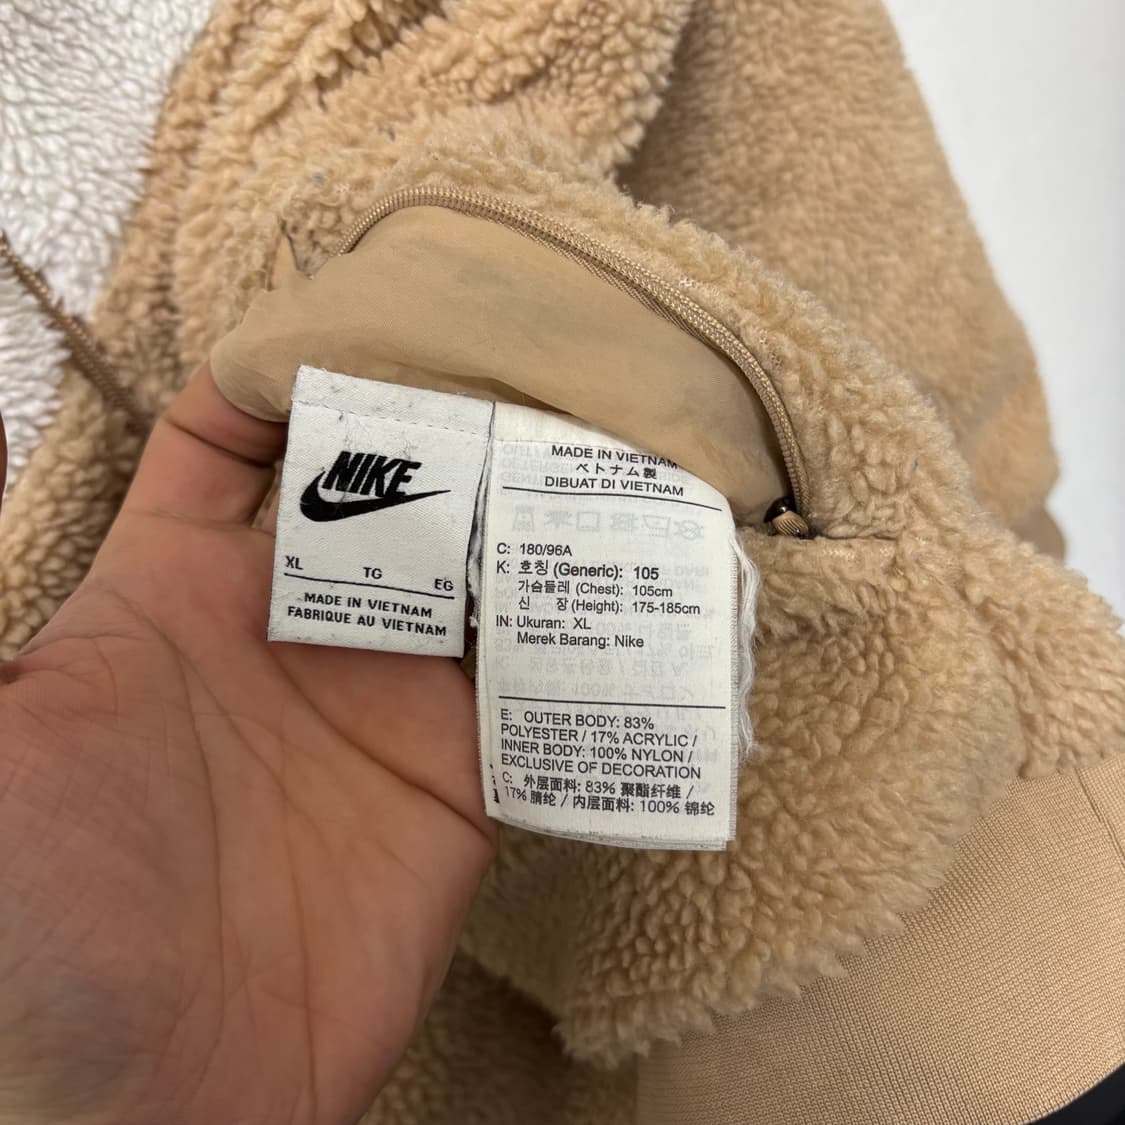 NIKE
XL TG EG
MADE IN VIETNAM
FABRIQUE AU VIETNAM
MADE IN VIETNAM
ベトナム製
DIBUAT DI VIETNAM
C: 180/96A
K: 호칭 (Generic): 105
가슴둘레 (Chest): 105cm
신 장 (Height): 175-185cm
IN: Ukuran: XL
Merek Barang: Nike
E: OUTER BODY: 83%
POLYESTER / 17% ACRYLIC /
INNER BODY: 100% NYLON /
EXCLUSIVE OF DECORATION
C: 外层面料: 83% 聚酯纤维 /
17% 腈纶 / 内层面料: 100% 锦纶